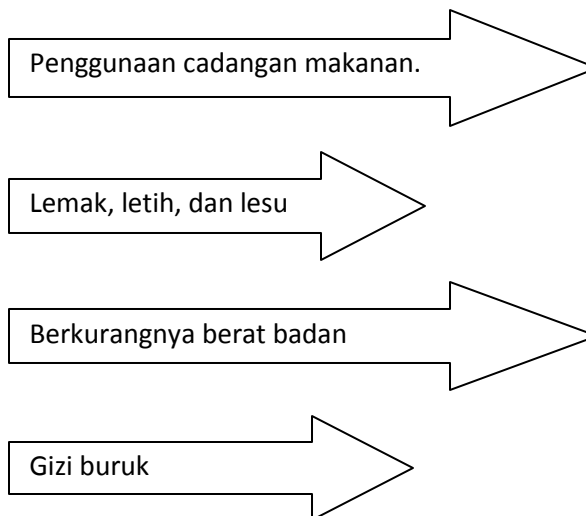 Penggunaan cadangan makanan.
Lemak, letih, dan lesu
Berkurangnya berat badan
Gizi buruk